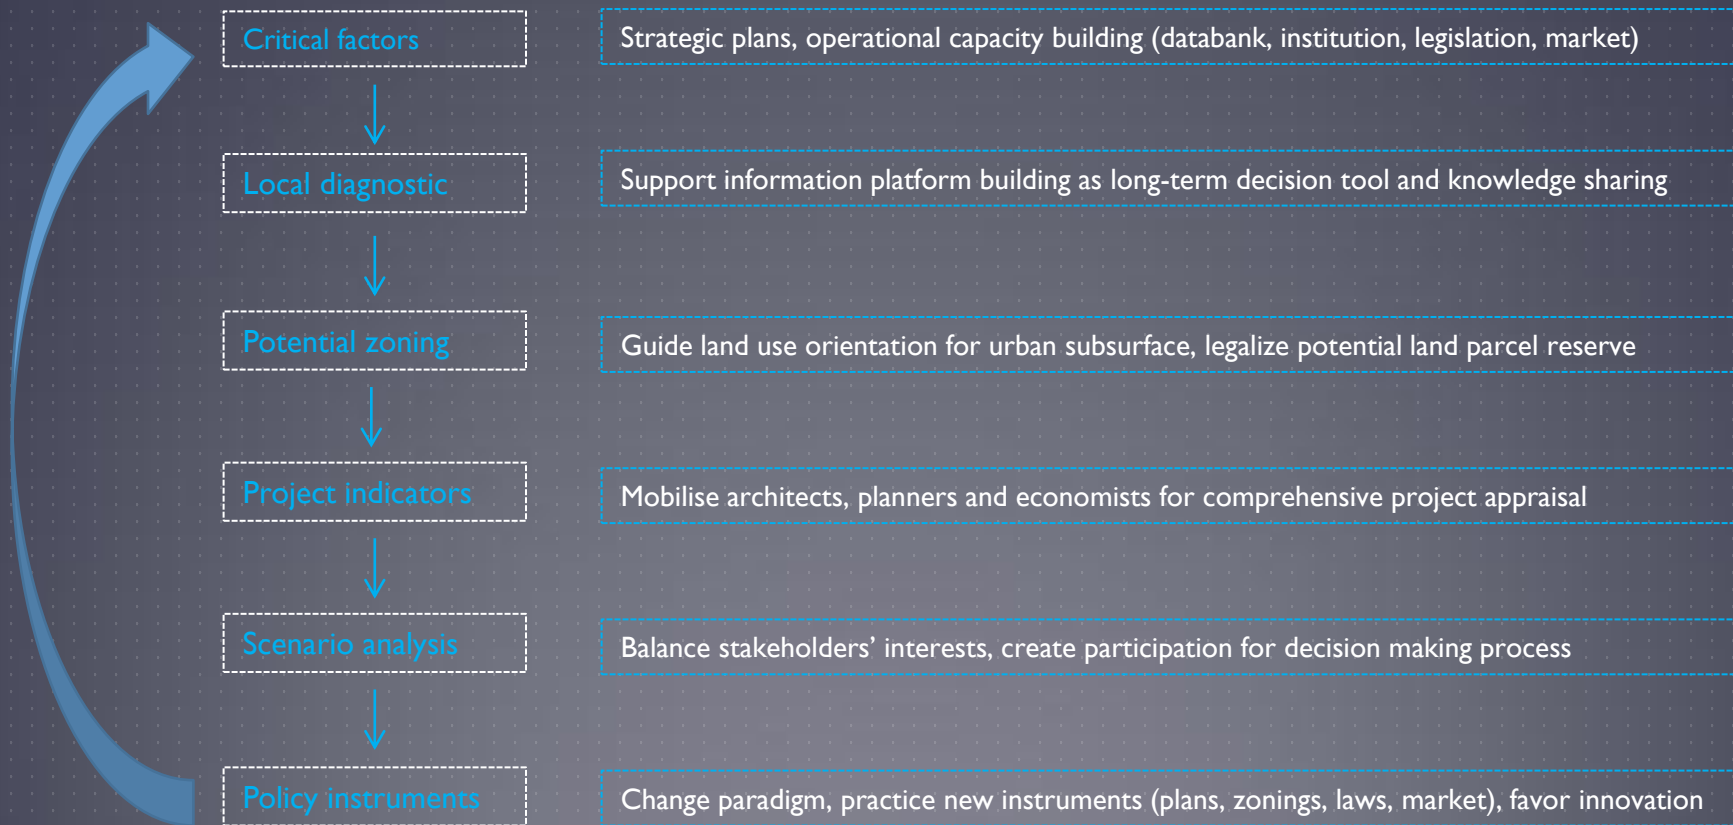 Critical factors
Strategic plans, operational capacity building (databank, institution, legislation, market)
Local diagnostic
Support information platform building as long-term decision tool and knowledge sharing
Potential zoning
Guide land use orientation for urban subsurface, legalize potential land parcel reserve
Project indicators
Mobilise architects, planners and economists for comprehensive project appraisal
Scenario analysis
Balance stakeholders’ interests, create participation for decision making process
Policy instruments
Change paradigm, practice new instruments (plans, zonings, laws, market), favor innovation